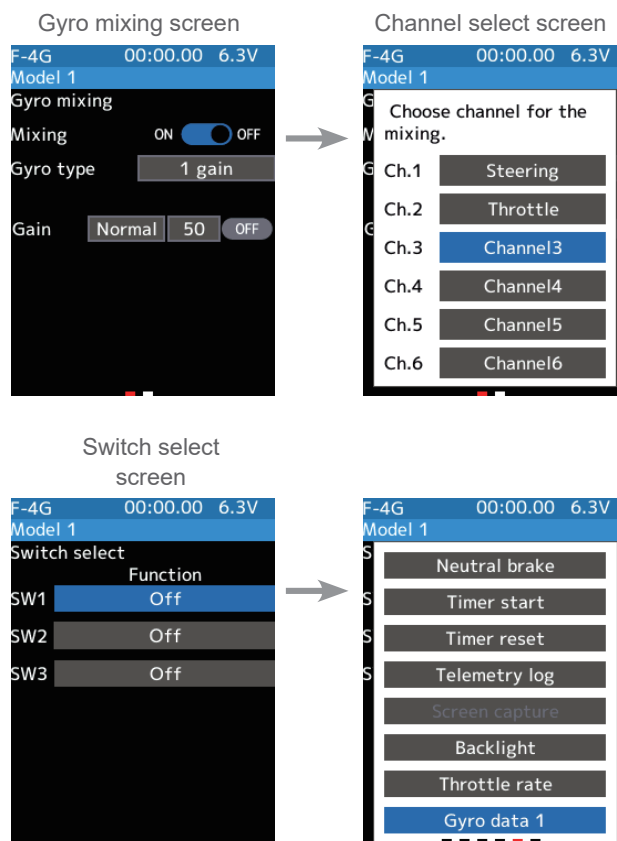 Gyro mixing screen
F-4G 00:00.00 6.3V
Model 1
Gyro mixing
Mixing ON OFF
Gyro type 1 gain
Gain Normal 50 OFF
Channel select screen
F-4G 00:00.00 6.3V
Model 1
G
Choose channel for the
M mixing.
G Ch.1 Steering
Ch.2 Throttle
G Ch.3 Channel3
Ch.4 Channel4
Ch.5 Channel5
Ch.6 Channel6
Switch select
screen
F-4G 00:00.00 6.3V
Model 1
Switch select
Function
SW1 Off
SW2 Off
SW3 Off
F-4G 00:00.00 6.3V
Model 1
S
Neutral brake
S Timer start
S Timer reset
S Telemetry log
Screen capture
Backlight
Throttle rate
Gyro data 1